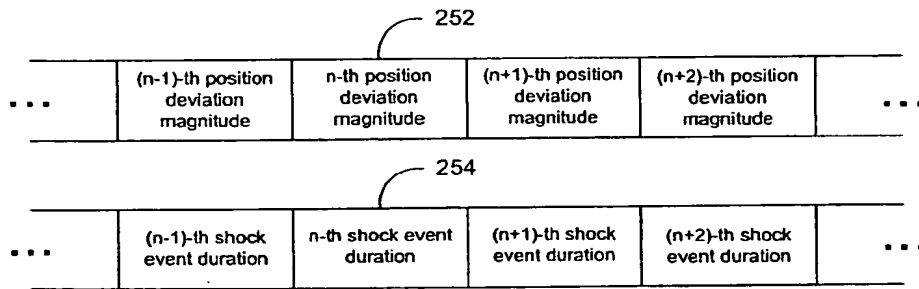 252
(n-1)-th position deviation magnitude
n-th position deviation magnitude
(n+1)-th position deviation magnitude
(n+2)-th position deviation magnitude
...
...
254
(n-1)-th shock event duration
n-th shock event duration
(n+1)-th shock event duration
(n+2)-th shock event duration
...
...